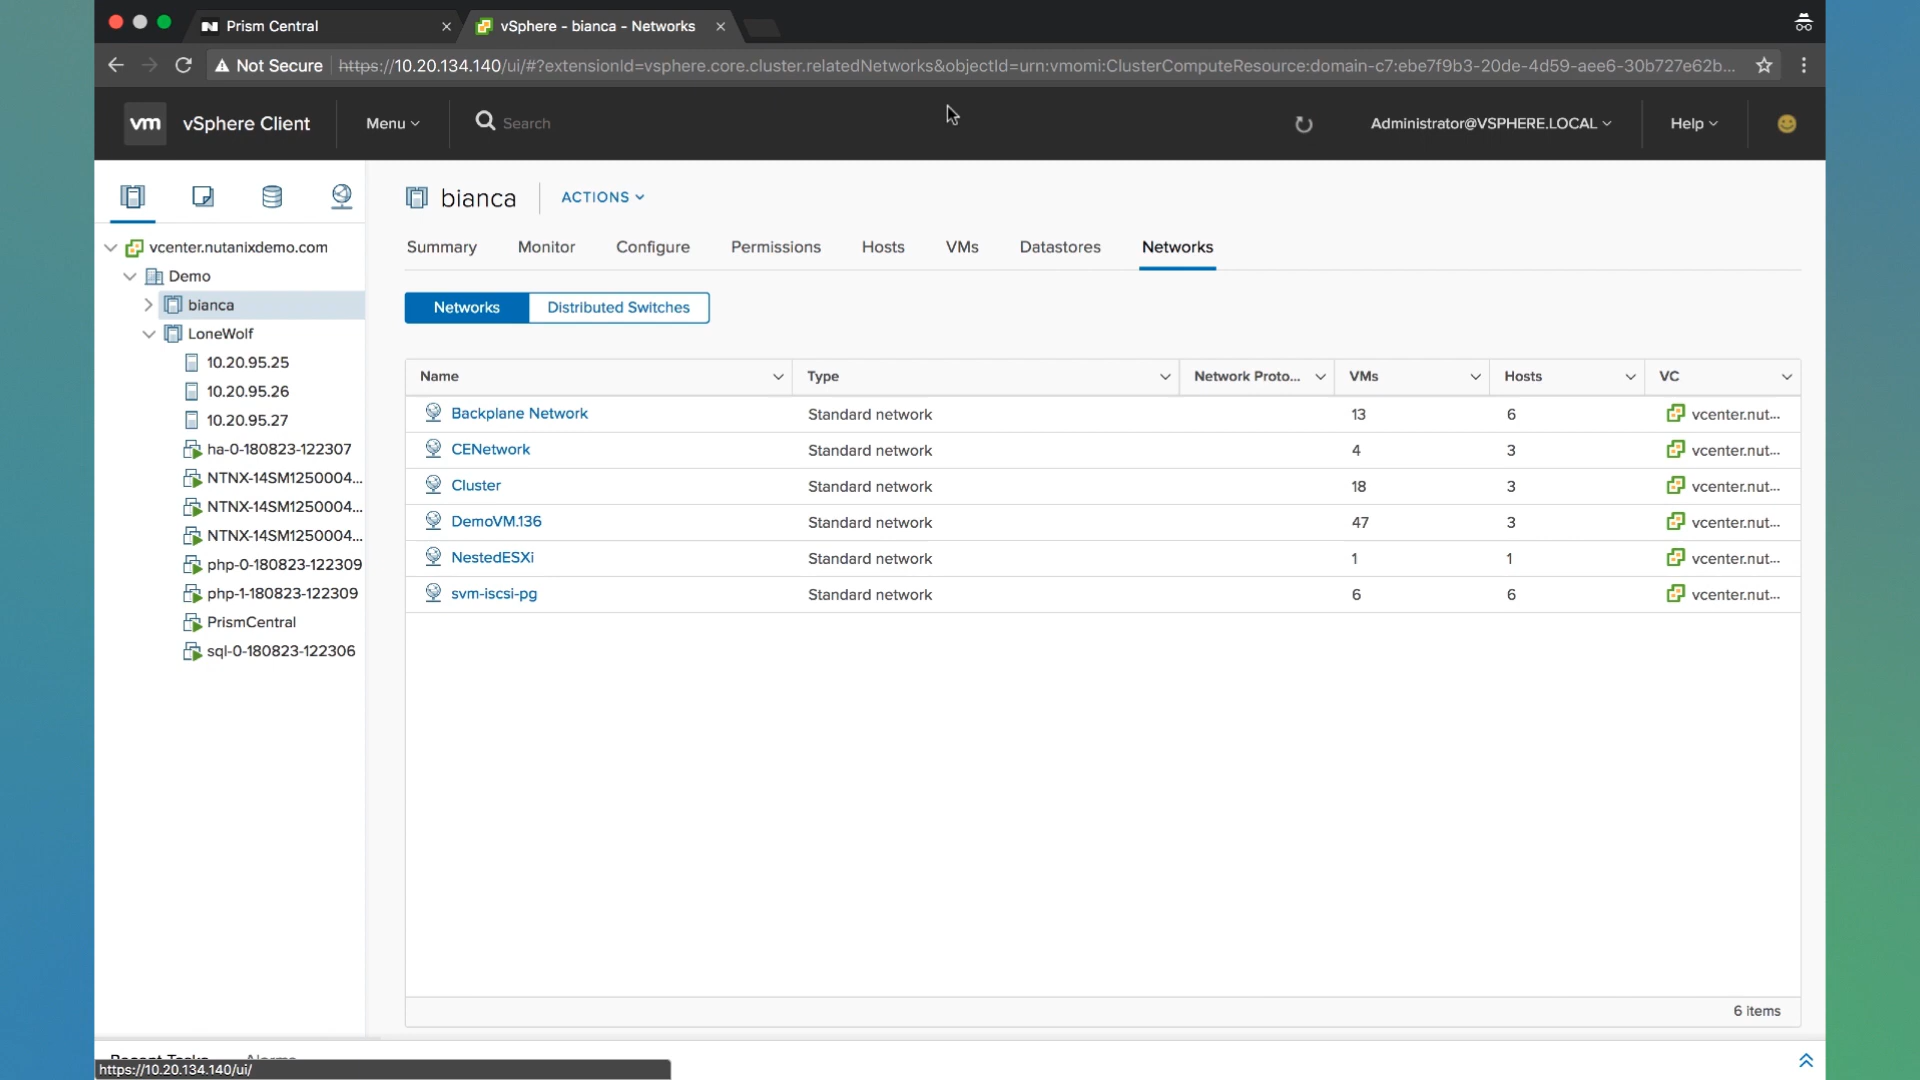 Prism Central
vSphere - bianca - Networks
Not Secure
https://10.20.134.140/ui/#?extensionId=vsphere.core.cluster.relatedNetworks&objectId=urn:vmomi:ClusterComputeResource:domain-c7:ebe7f9b3-20de-4d59-aee6-30b727e62b...
vm vSphere Client
Menu
Search
Administrator@VSPHERE.LOCAL
Help
vcenter.nutanixdemo.com
Demo
bianca
LoneWolf
10.20.95.25
10.20.95.26
10.20.95.27
ha-0-180823-122307
NTNX-14SM1250004...
NTNX-14SM1250004...
NTNX-14SM1250004...
php-0-180823-122309
php-1-180823-122309
PrismCentral
sql-0-180823-122306
bianca
ACTIONS
Summary Monitor Configure Permissions Hosts VMs Datastores Networks
Networks Distributed Switches
Name Type Network Proto... VMs Hosts VC
Backplane Network Standard network 13 6 vcenter.nut...
CENetwork Standard network 4 3 vcenter.nut...
Cluster Standard network 18 3 vcenter.nut...
DemoVM.136 Standard network 47 3 vcenter.nut...
NestedESXi Standard network 1 1 vcenter.nut...
svm-iscsi-pg Standard network 6 6 vcenter.nut...
6 items
Recent Tasks Alarms
https://10.20.134.140/ui/